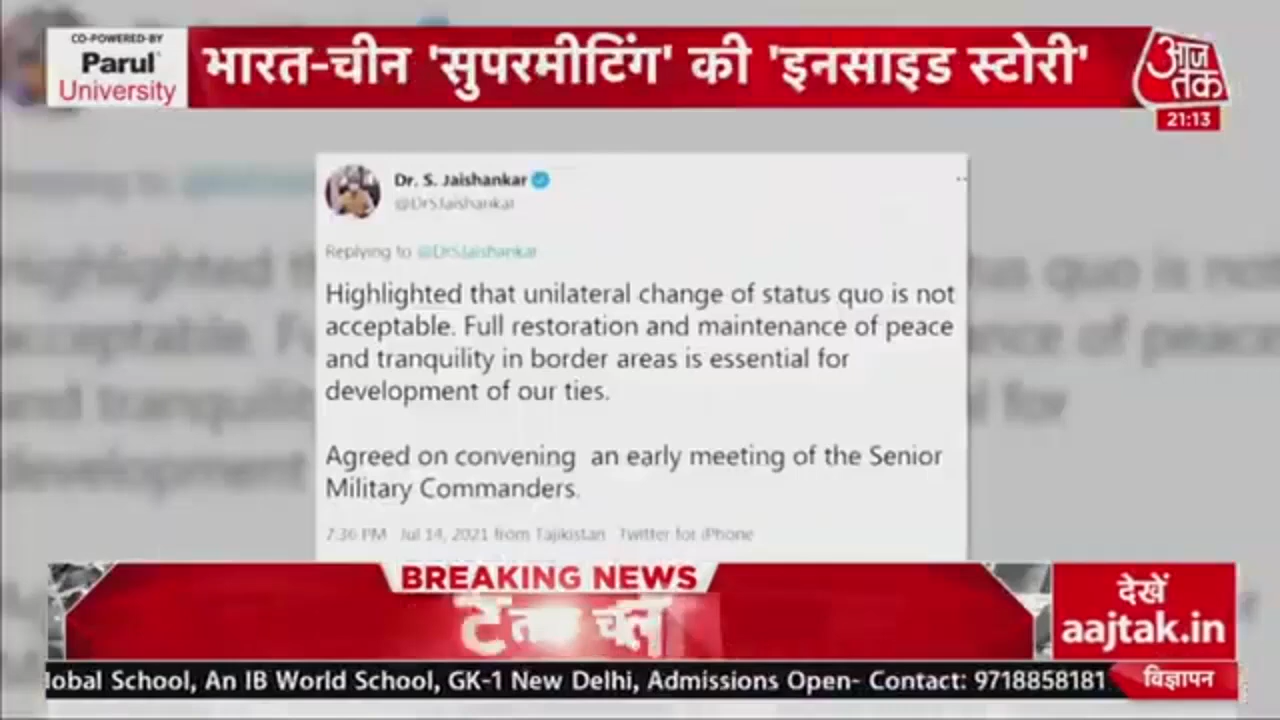 CO-POWERED-BY
Parul
University
भारत-चीन 'सुपरमीटिंग' की 'इनसाइड स्टोरी'
आज
तक
21:13
Dr. S. Jaishankar
@DrSJaishankar
Replying to @DrSJaishankar
Highlighted that unilateral change of status quo is not
acceptable. Full restoration and maintenance of peace
and tranquility in border areas is essential for
development of our ties.
Agreed on convening an early meeting of the Senior
Military Commanders.
7:36 PM Jul 14, 2021 from Tajikistan Twitter for iPhone
BREAKING NEWS
देखें
aajtak.in
lobal School, An IB World School, GK-1 New Delhi, Admissions Open- Contact: 9718858181
विज्ञापन